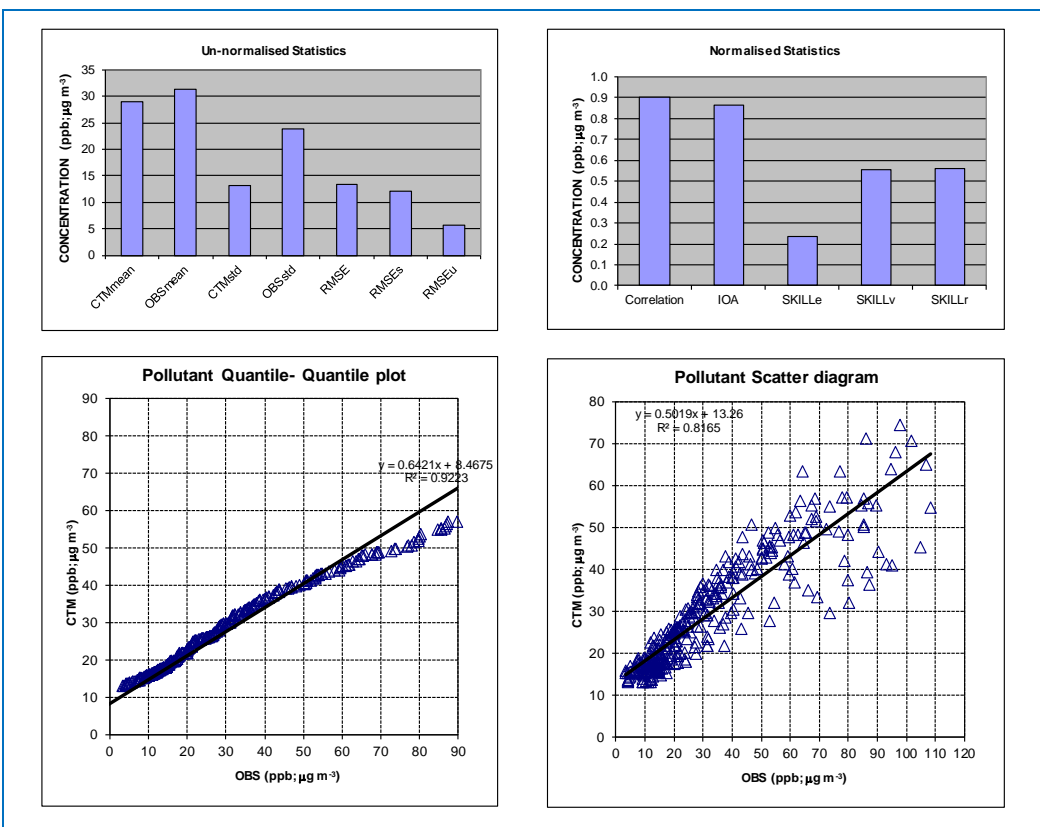 Un-normalised Statistics
CONCENTRATION (ppb;µg m-3)
35
30
25
20
15
10
5
0
CTMmean
OBSmean
CTMstd
OBSstd
RMSE
RMSEs
RMSEu
Normalised Statistics
CONCENTRATION (ppb;µg m-3)
1.0
0.9
0.8
0.7
0.6
0.5
0.4
0.3
0.2
0.1
0.0
Correlation IOA SKILLe SKILLv SKILLr
Pollutant Quantile- Quantile plot
CTM (ppb;µg m-3)
90
80
70
60
50
40
30
20
10
0
y = 0.6421x + 8.4675
R² = 0.9223
0 10 20 30 40 50 60 70 80 90
OBS (ppb;µg m-3)
Pollutant Scatter diagram
CTM (ppb;µg m-3)
80
70
60
50
40
30
20
10
0
y = 0.5019x + 13.26
R² = 0.8165
0 10 20 30 40 50 60 70 80 90 100 110 120
OBS (ppb;µg m-3)